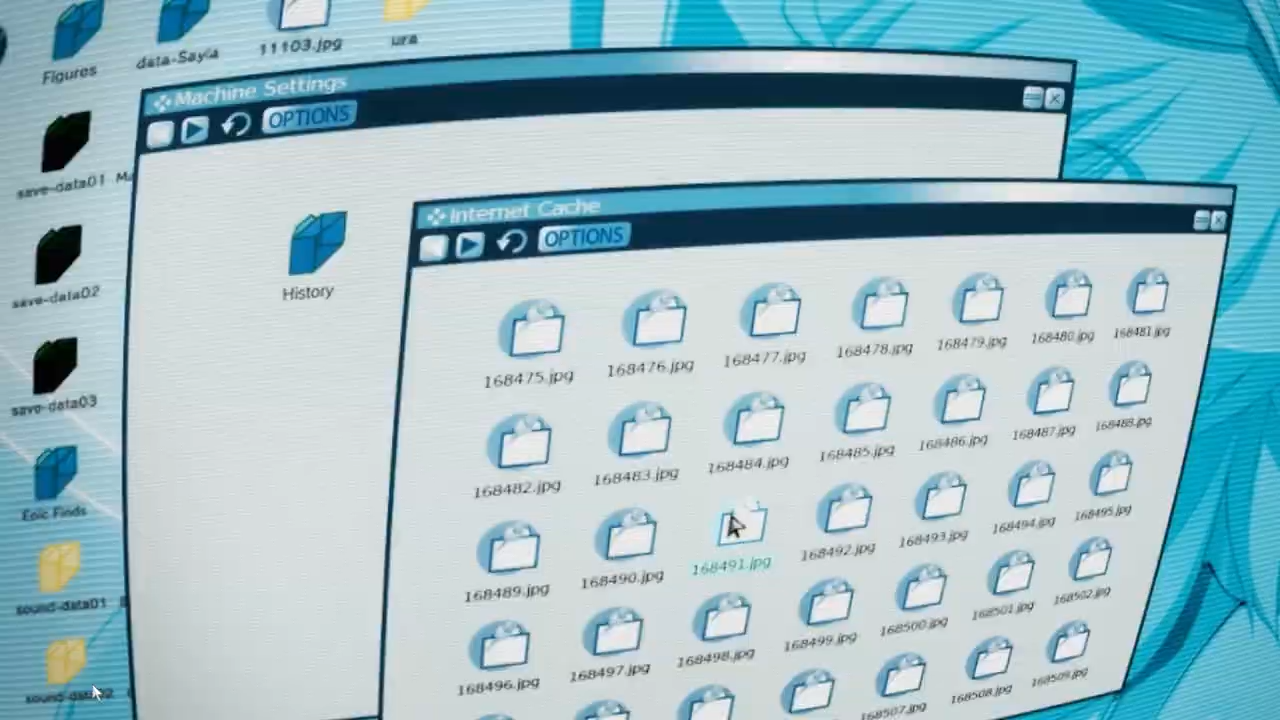 Figures
data-Sayla
11103.jpg
ura
save-data01
save-data02
save-data03
Epic Finds
sound-data01
sound-data02
Machine Settings
OPTIONS
History
Internet Cache
OPTIONS
168475.jpg 168476.jpg 168477.jpg 168478.jpg 168479.jpg 168480.jpg 168481.jpg
168482.jpg 168483.jpg 168484.jpg 168485.jpg 168486.jpg 168487.jpg 168488.jpg
168489.jpg 168490.jpg 168491.jpg 168492.jpg 168493.jpg 168494.jpg 168495.jpg
168496.jpg 168497.jpg 168498.jpg 168499.jpg 168500.jpg 168501.jpg 168502.jpg
168507.jpg 168508.jpg 168509.jpg